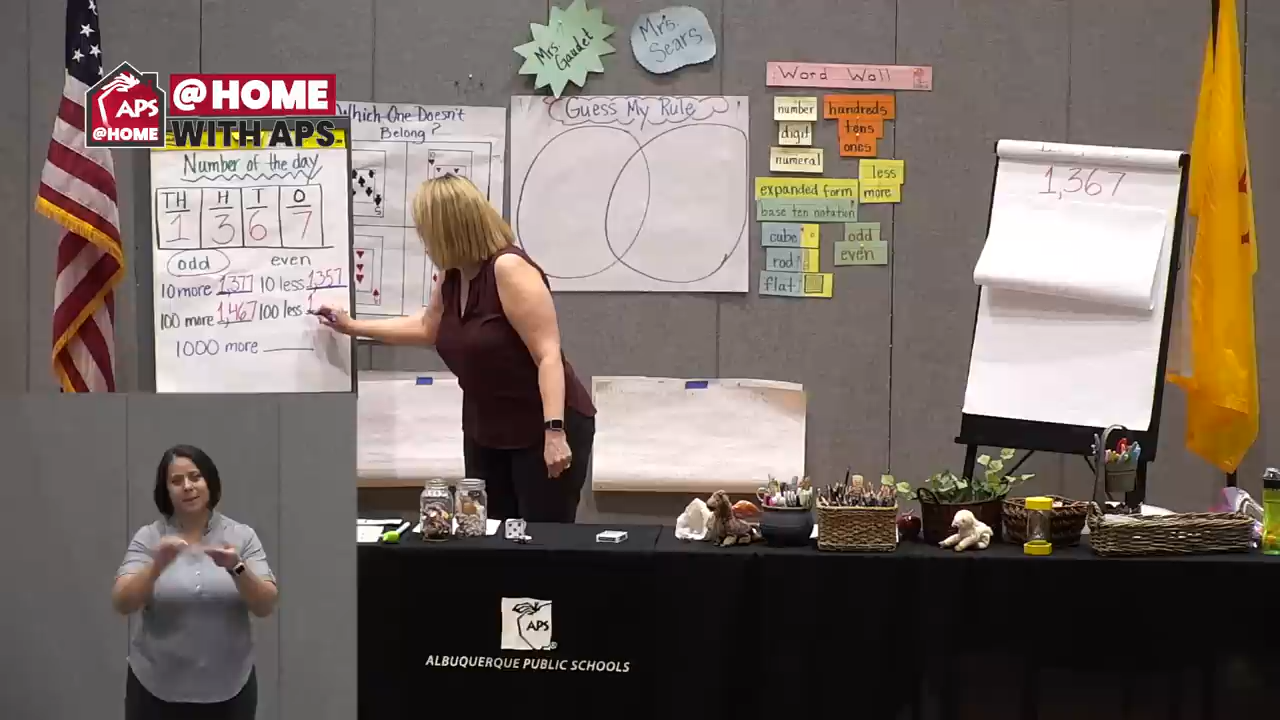 APS
@HOME
@HOME
WITH APS
Number of the day
TH H T O
1 3 6 7
odd even
10 more 1,377 10 less 1,357
100 more 1,467 100 less 1
1000 more
Which One Doesn't
Belong?
Mrs.
Gaudet
Mrs.
Sears
Guess My Rule
Word Wall
number
digit
numeral
hundreds
tens
ones
less
more
expanded form
base ten notation
cube
rod
flat
odd
even
1,367
APS
ALBUQUERQUE PUBLIC SCHOOLS